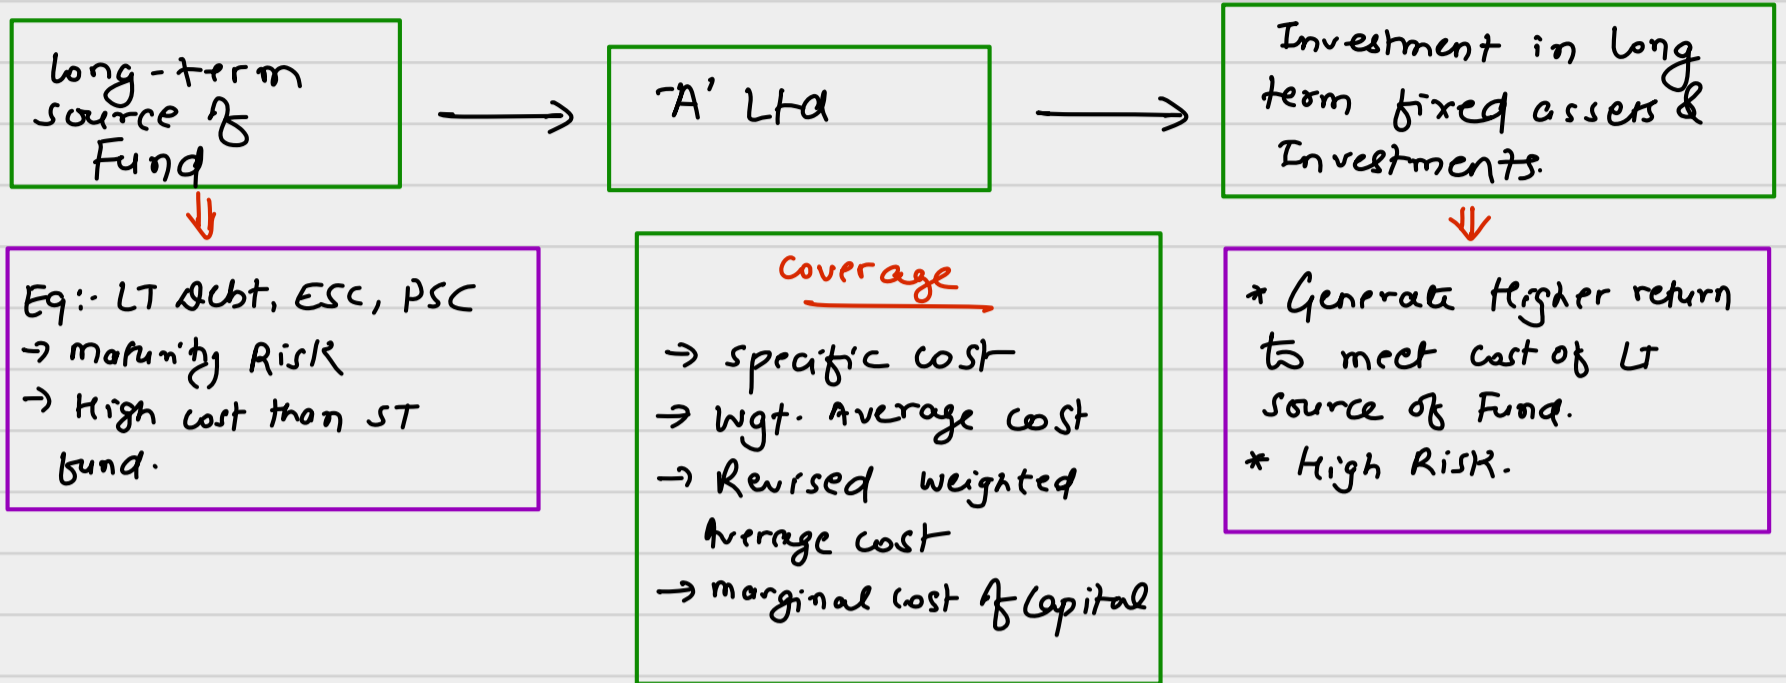 Long-term
source of
Fund
'A' Ltd
Investment in long
term fixed assets &
Investments.
Eg:- LT Debt, ESC, PSC
→ Maturity Risk
→ High cost than ST
fund.
Coverage
→ Specific cost
→ Wgt. Average cost
→ Revised weighted
Average cost
→ Marginal cost of Capital
* Generate Higher return
to meet cost of LT
source of Fund.
* High Risk.